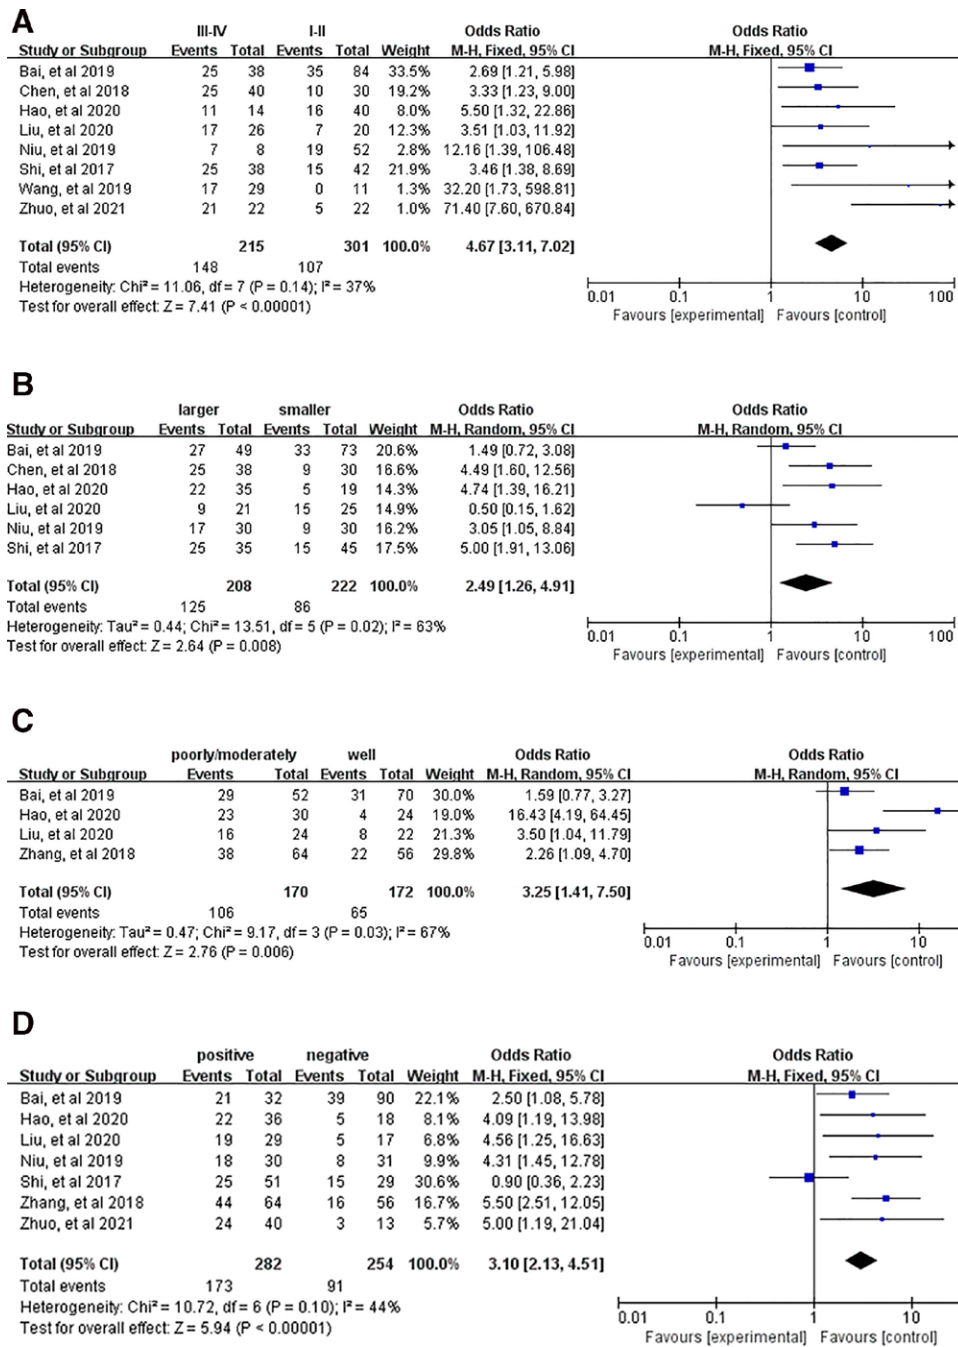 A
III-IV I-II Odds Ratio Odds Ratio
Study or Subgroup Events Total Events Total Weight M-H, Fixed, 95% CI M-H, Fixed, 95% CI
Bai, et al 2019 25 38 35 84 33.5% 2.69 [1.21, 5.98]
Chen, et al 2018 25 40 10 30 19.2% 3.33 [1.23, 9.00]
Hao, et al 2020 11 14 16 40 8.0% 5.50 [1.32, 22.86]
Liu, et al 2020 17 26 7 20 12.3% 3.51 [1.03, 11.92]
Niu, et al 2019 7 8 19 52 2.8% 12.16 [1.39, 106.48]
Shi, et al 2017 25 38 15 42 21.9% 3.46 [1.38, 8.69]
Wang, et al 2019 17 29 0 11 1.3% 32.20 [1.73, 598.81]
Zhuo, et al 2021 21 22 5 22 1.0% 71.40 [7.60, 670.84]
Total (95% CI) 215 301 100.0% 4.67 [3.11, 7.02]
Total events 148 107
Heterogeneity: Chi² = 11.06, df = 7 (P = 0.14); I² = 37%
Test for overall effect: Z = 7.41 (P < 0.00001)
0.01 0.1 1 10 100
Favours [experimental] Favours [control]
B
larger smaller Odds Ratio Odds Ratio
Study or Subgroup Events Total Events Total Weight M-H, Random, 95% CI M-H, Random, 95% CI
Bai, et al 2019 27 49 33 73 20.6% 1.49 [0.72, 3.08]
Chen, et al 2018 25 38 9 30 16.6% 4.49 [1.60, 12.56]
Hao, et al 2020 22 35 5 19 14.3% 4.74 [1.39, 16.21]
Liu, et al 2020 9 21 15 25 14.9% 0.50 [0.15, 1.62]
Niu, et al 2019 17 30 9 30 16.2% 3.05 [1.05, 8.84]
Shi, et al 2017 25 35 15 45 17.5% 5.00 [1.91, 13.06]
Total (95% CI) 208 222 100.0% 2.49 [1.26, 4.91]
Total events 125 86
Heterogeneity: Tau² = 0.44; Chi² = 13.51, df = 5 (P = 0.02); I² = 63%
Test for overall effect: Z = 2.64 (P = 0.008)
0.01 0.1 1 10 100
Favours [experimental] Favours [control]
C
poorly/moderately well Odds Ratio Odds Ratio
Study or Subgroup Events Total Events Total Weight M-H, Random, 95% CI M-H, Random, 95% CI
Bai, et al 2019 29 52 31 70 30.0% 1.59 [0.77, 3.27]
Hao, et al 2020 23 30 4 24 19.0% 16.43 [4.19, 64.45]
Liu, et al 2020 16 24 8 22 21.3% 3.50 [1.04, 11.79]
Zhang, et al 2018 38 64 22 56 29.8% 2.26 [1.09, 4.70]
Total (95% CI) 170 172 100.0% 3.25 [1.41, 7.50]
Total events 106 65
Heterogeneity: Tau² = 0.47; Chi² = 9.17, df = 3 (P = 0.03); I² = 67%
Test for overall effect: Z = 2.76 (P = 0.006)
0.01 0.1 1 10
Favours [experimental] Favours [control]
D
positive negative Odds Ratio Odds Ratio
Study or Subgroup Events Total Events Total Weight M-H, Fixed, 95% CI M-H, Fixed, 95% CI
Bai, et al 2019 21 32 39 90 22.1% 2.50 [1.08, 5.78]
Hao, et al 2020 22 36 5 18 8.1% 4.09 [1.19, 13.98]
Liu, et al 2020 19 29 5 17 6.8% 4.56 [1.25, 16.63]
Niu, et al 2019 18 30 8 31 9.9% 4.31 [1.45, 12.78]
Shi, et al 2017 25 51 15 29 30.6% 0.90 [0.36, 2.23]
Zhang, et al 2018 44 64 16 56 16.7% 5.50 [2.51, 12.05]
Zhuo, et al 2021 24 40 3 13 5.7% 5.00 [1.19, 21.04]
Total (95% CI) 282 254 100.0% 3.10 [2.13, 4.51]
Total events 173 91
Heterogeneity: Chi² = 10.72, df = 6 (P = 0.10); I² = 44%
Test for overall effect: Z = 5.94 (P < 0.00001)
0.01 0.1 1 10 100
Favours [experimental] Favours [control]